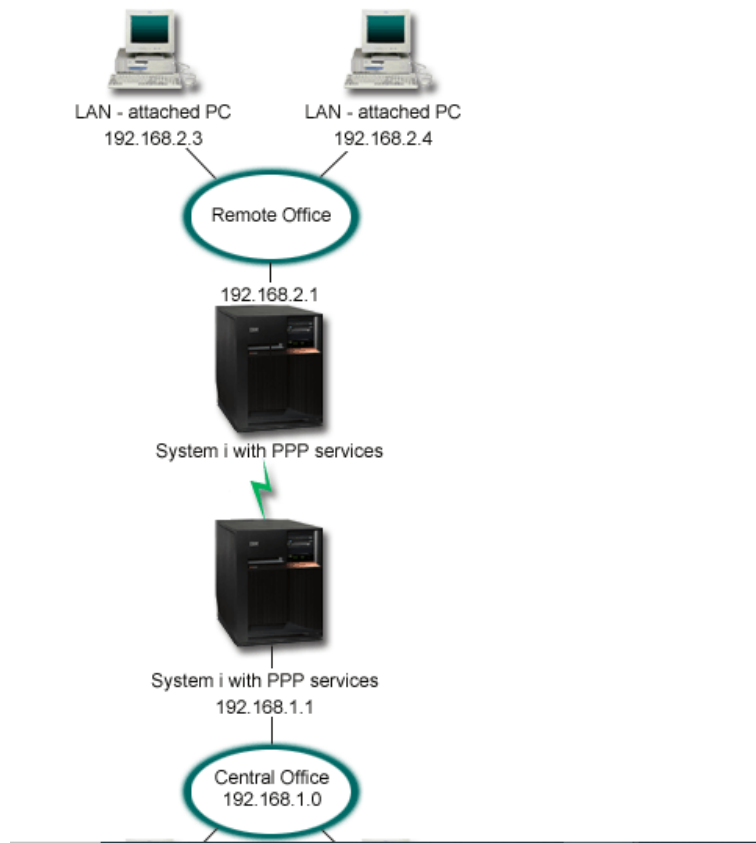 LAN - attached PC
192.168.2.3
LAN - attached PC
192.168.2.4
Remote Office
192.168.2.1
System i with PPP services
System i with PPP services
192.168.1.1
Central Office
192.168.1.0